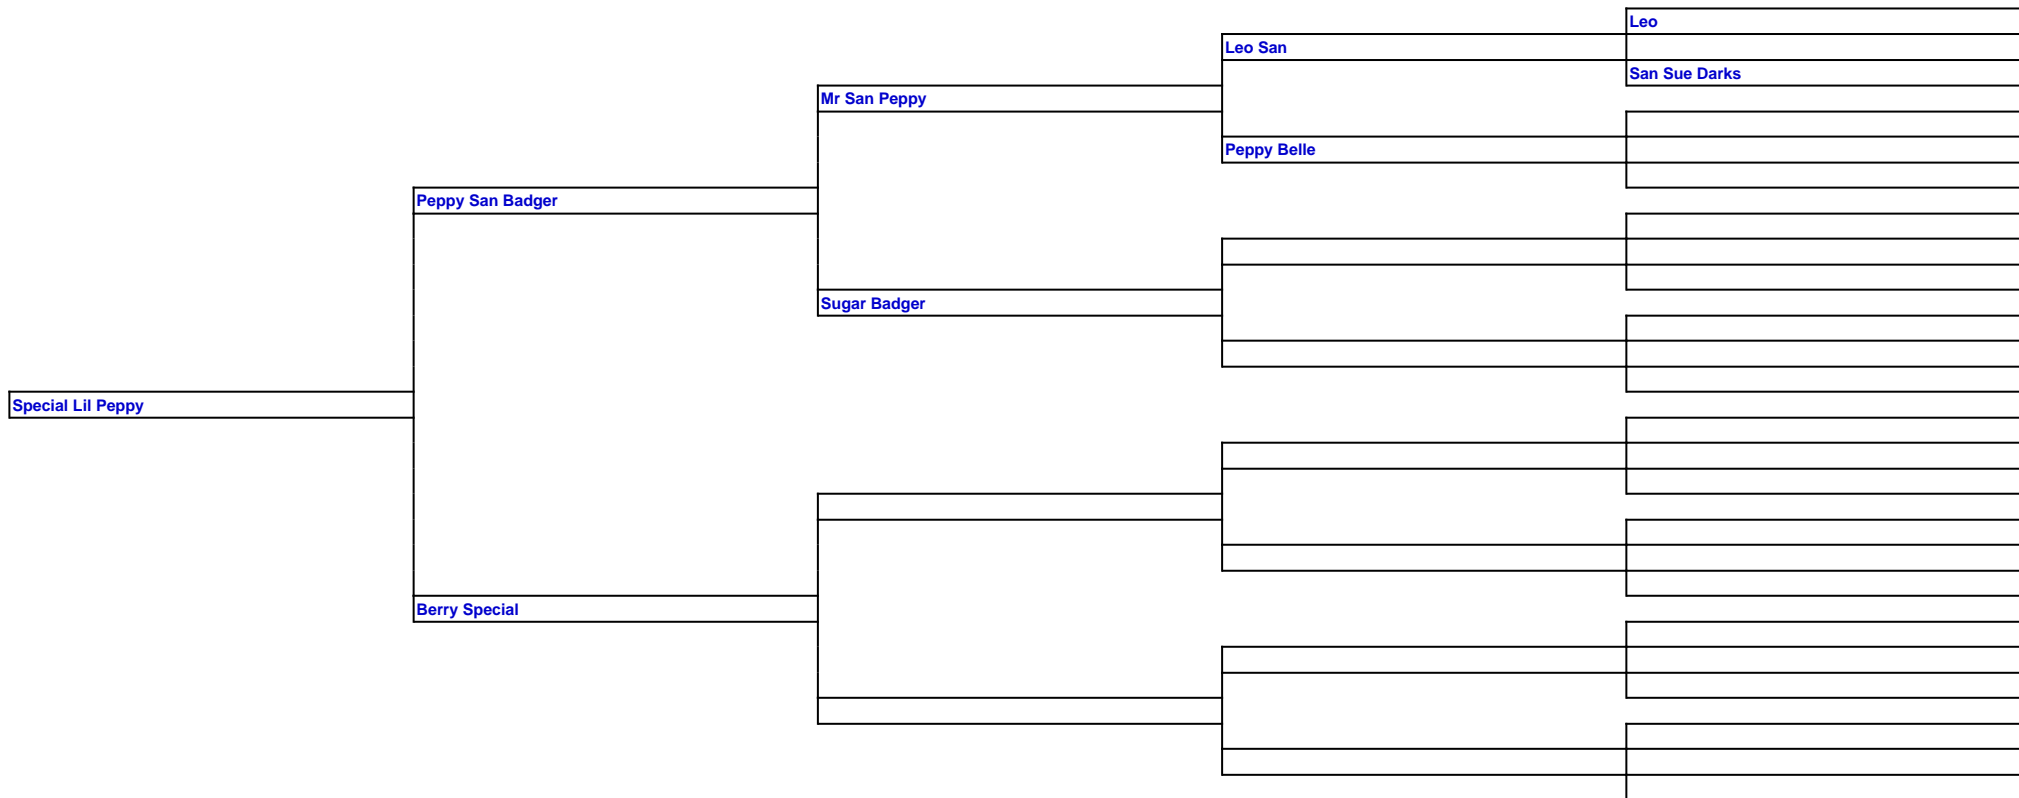 Leo
Leo San
San Sue Darks
Mr San Peppy
Peppy Belle
Peppy San Badger
Sugar Badger
Special Lil Peppy
Berry Special